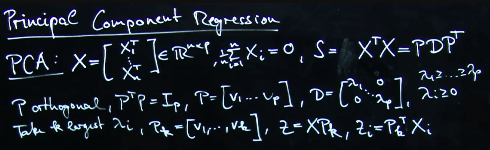 Principal Component Regression
PCA: X = [X₁ᵀ ⋮ Xₙᵀ] ∈ ℝⁿˣᵖ, 1/n Σᵢ₌₁ⁿ Xᵢ = 0, S = XᵀX = PDPᵀ
P orthogonal, PᵀP = Iₚ, P = [v₁ ... vₚ], D = [λ₁ 0 ⋱ 0 λₚ], λ₁ ≥ ... ≥ λₚ
λᵢ ≥ 0
Take k largest λᵢ, Pₖ = [v₁, ..., vₖ], Z = XPₖ, Zᵢ = Pₖᵀ Xᵢ